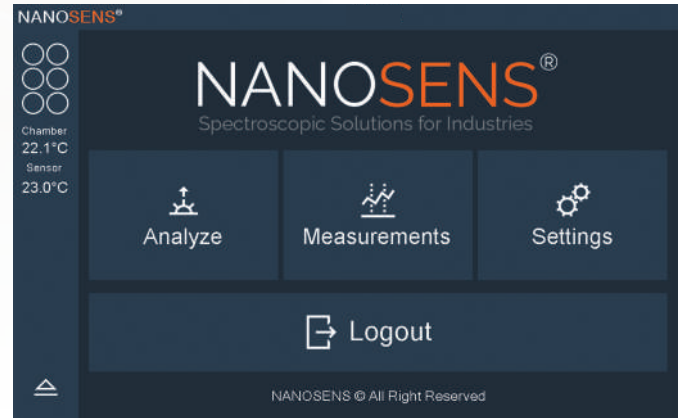 NANOSENS®
NANOSENS®
Spectroscopic Solutions for Industries
Chamber
22.1°C
Sensor
23.0°C
Analyze
Measurements
Settings
Logout
NANOSENS © All Right Reserved